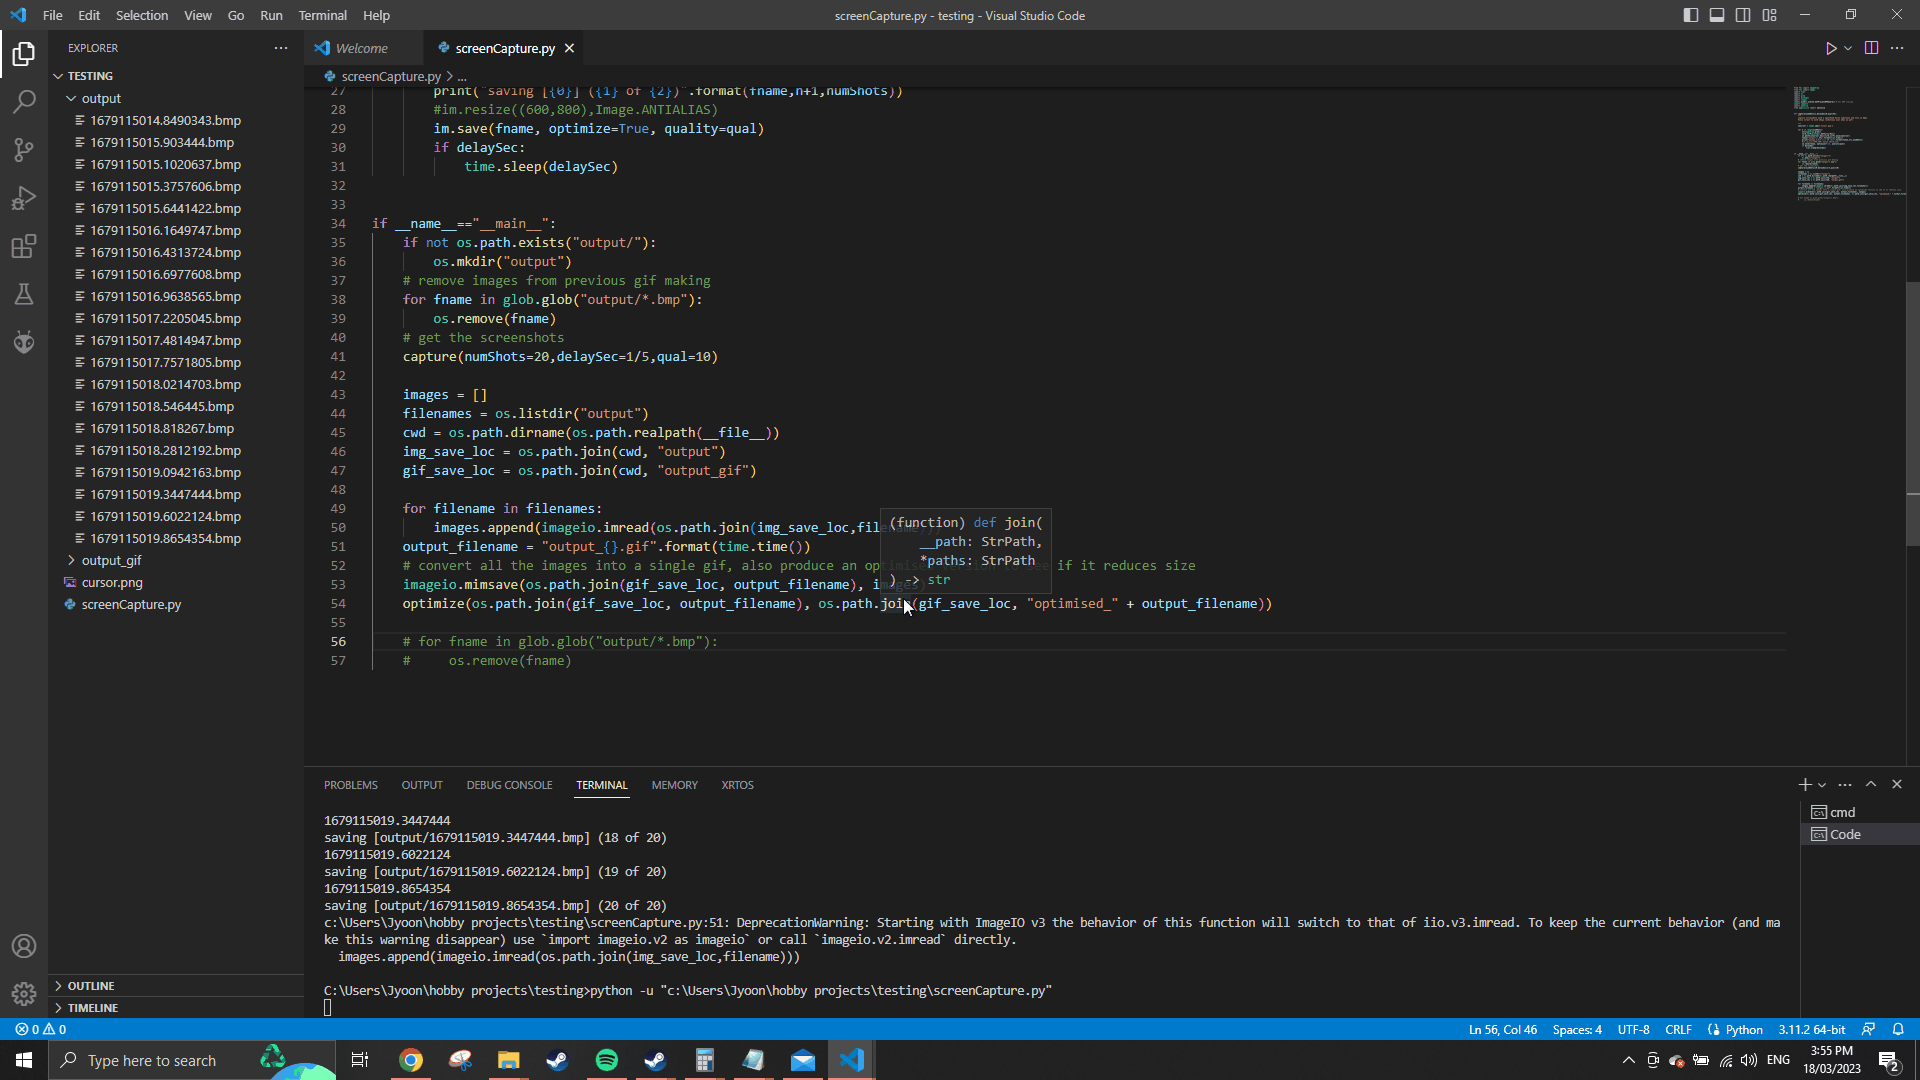 File Edit Selection View Go Run Terminal Help
screenCapture.py - testing - Visual Studio Code
EXPLORER
TESTING
output
1679115014.8490343.bmp
1679115015.903444.bmp
1679115015.1020637.bmp
1679115015.3757606.bmp
1679115015.6441422.bmp
1679115016.1649747.bmp
1679115016.4313724.bmp
1679115016.6977608.bmp
1679115016.9638565.bmp
1679115017.2205045.bmp
1679115017.4814947.bmp
1679115017.7571805.bmp
1679115018.0214703.bmp
1679115018.546445.bmp
1679115018.818267.bmp
1679115018.2812192.bmp
1679115019.0942163.bmp
1679115019.3447444.bmp
1679115019.6022124.bmp
1679115019.8654354.bmp
output_gif
cursor.png
screenCapture.py
OUTLINE
TIMELINE
Welcome screenCapture.py
screenCapture.py > ...
27 print("saving [{0}] ({1} of {2})".format(fname,n+1,numShots))
28 #im.resize((600,800),Image.ANTIALIAS)
29 im.save(fname, optimize=True, quality=qual)
30 if delaySec:
31 time.sleep(delaySec)
32
33
34 if __name__=="__main__":
35 if not os.path.exists("output/"):
36 os.mkdir("output")
37 # remove images from previous gif making
38 for fname in glob.glob("output/*.bmp"):
39 os.remove(fname)
40 # get the screenshots
41 capture(numShots=20,delaySec=1/5,qual=10)
42
43 images = []
44 filenames = os.listdir("output")
45 cwd = os.path.dirname(os.path.realpath(__file__))
46 img_save_loc = os.path.join(cwd, "output")
47 gif_save_loc = os.path.join(cwd, "output_gif")
48
49 for filename in filenames:
50 images.append(imageio.imread(os.path.join(img_save_loc,fil
51 output_filename = "output_{}.gif".format(time.time())
52 # convert all the images into a single gif, also produce an op if it reduces size
53 imageio.mimsave(os.path.join(gif_save_loc, output_filename), images)
54 optimize(os.path.join(gif_save_loc, output_filename), os.path.join(gif_save_loc, "optimised_" + output_filename))
55
56 # for fname in glob.glob("output/*.bmp"):
57 # os.remove(fname)
(function) def join(
__path: StrPath,
*paths: StrPath
) -> str
PROBLEMS OUTPUT DEBUG CONSOLE TERMINAL MEMORY XRTOS
1679115019.3447444
saving [output/1679115019.3447444.bmp] (18 of 20)
1679115019.6022124
saving [output/1679115019.6022124.bmp] (19 of 20)
1679115019.8654354
saving [output/1679115019.8654354.bmp] (20 of 20)
c:\Users\Jyoon\hobby projects\testing\screenCapture.py:51: DeprecationWarning: Starting with ImageIO v3 the behavior of this function will switch to that of iio.v3.imread. To keep the current behavior (and ma
ke this warning disappear) use `import imageio.v2 as imageio` or call `imageio.v2.imread` directly.
images.append(imageio.imread(os.path.join(img_save_loc,filename)))
C:\Users\Jyoon\hobby projects\testing>python -u "c:\Users\Jyoon\hobby projects\testing\screenCapture.py"
cmd
Code
0 0
Ln 56, Col 46 Spaces: 4 UTF-8 CRLF Python 3.11.2 64-bit
Type here to search
ENG
3:55 PM
18/03/2023
2